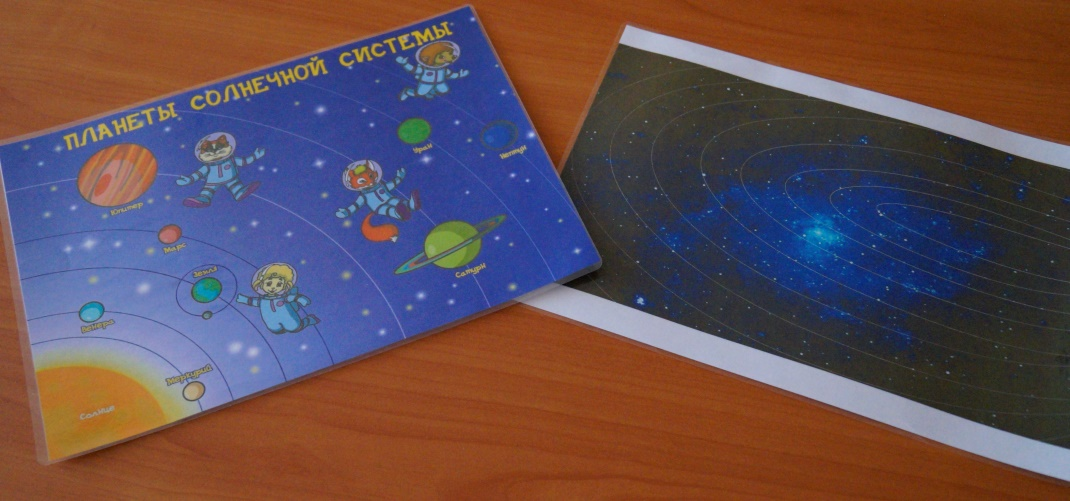 ПЛАНЕТЫ СОЛНЕЧНОЙ СИСТЕМЫ
Уран
Нептун
Юпитер
Марс
Сатурн
Земля
Венера
Меркурий
Солнце